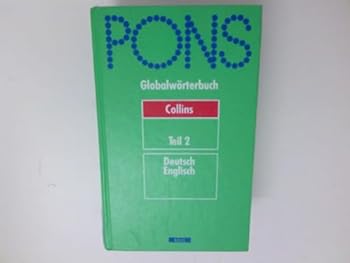 PONS
Globalwörterbuch
Collins
Teil 2
Deutsch
Englisch